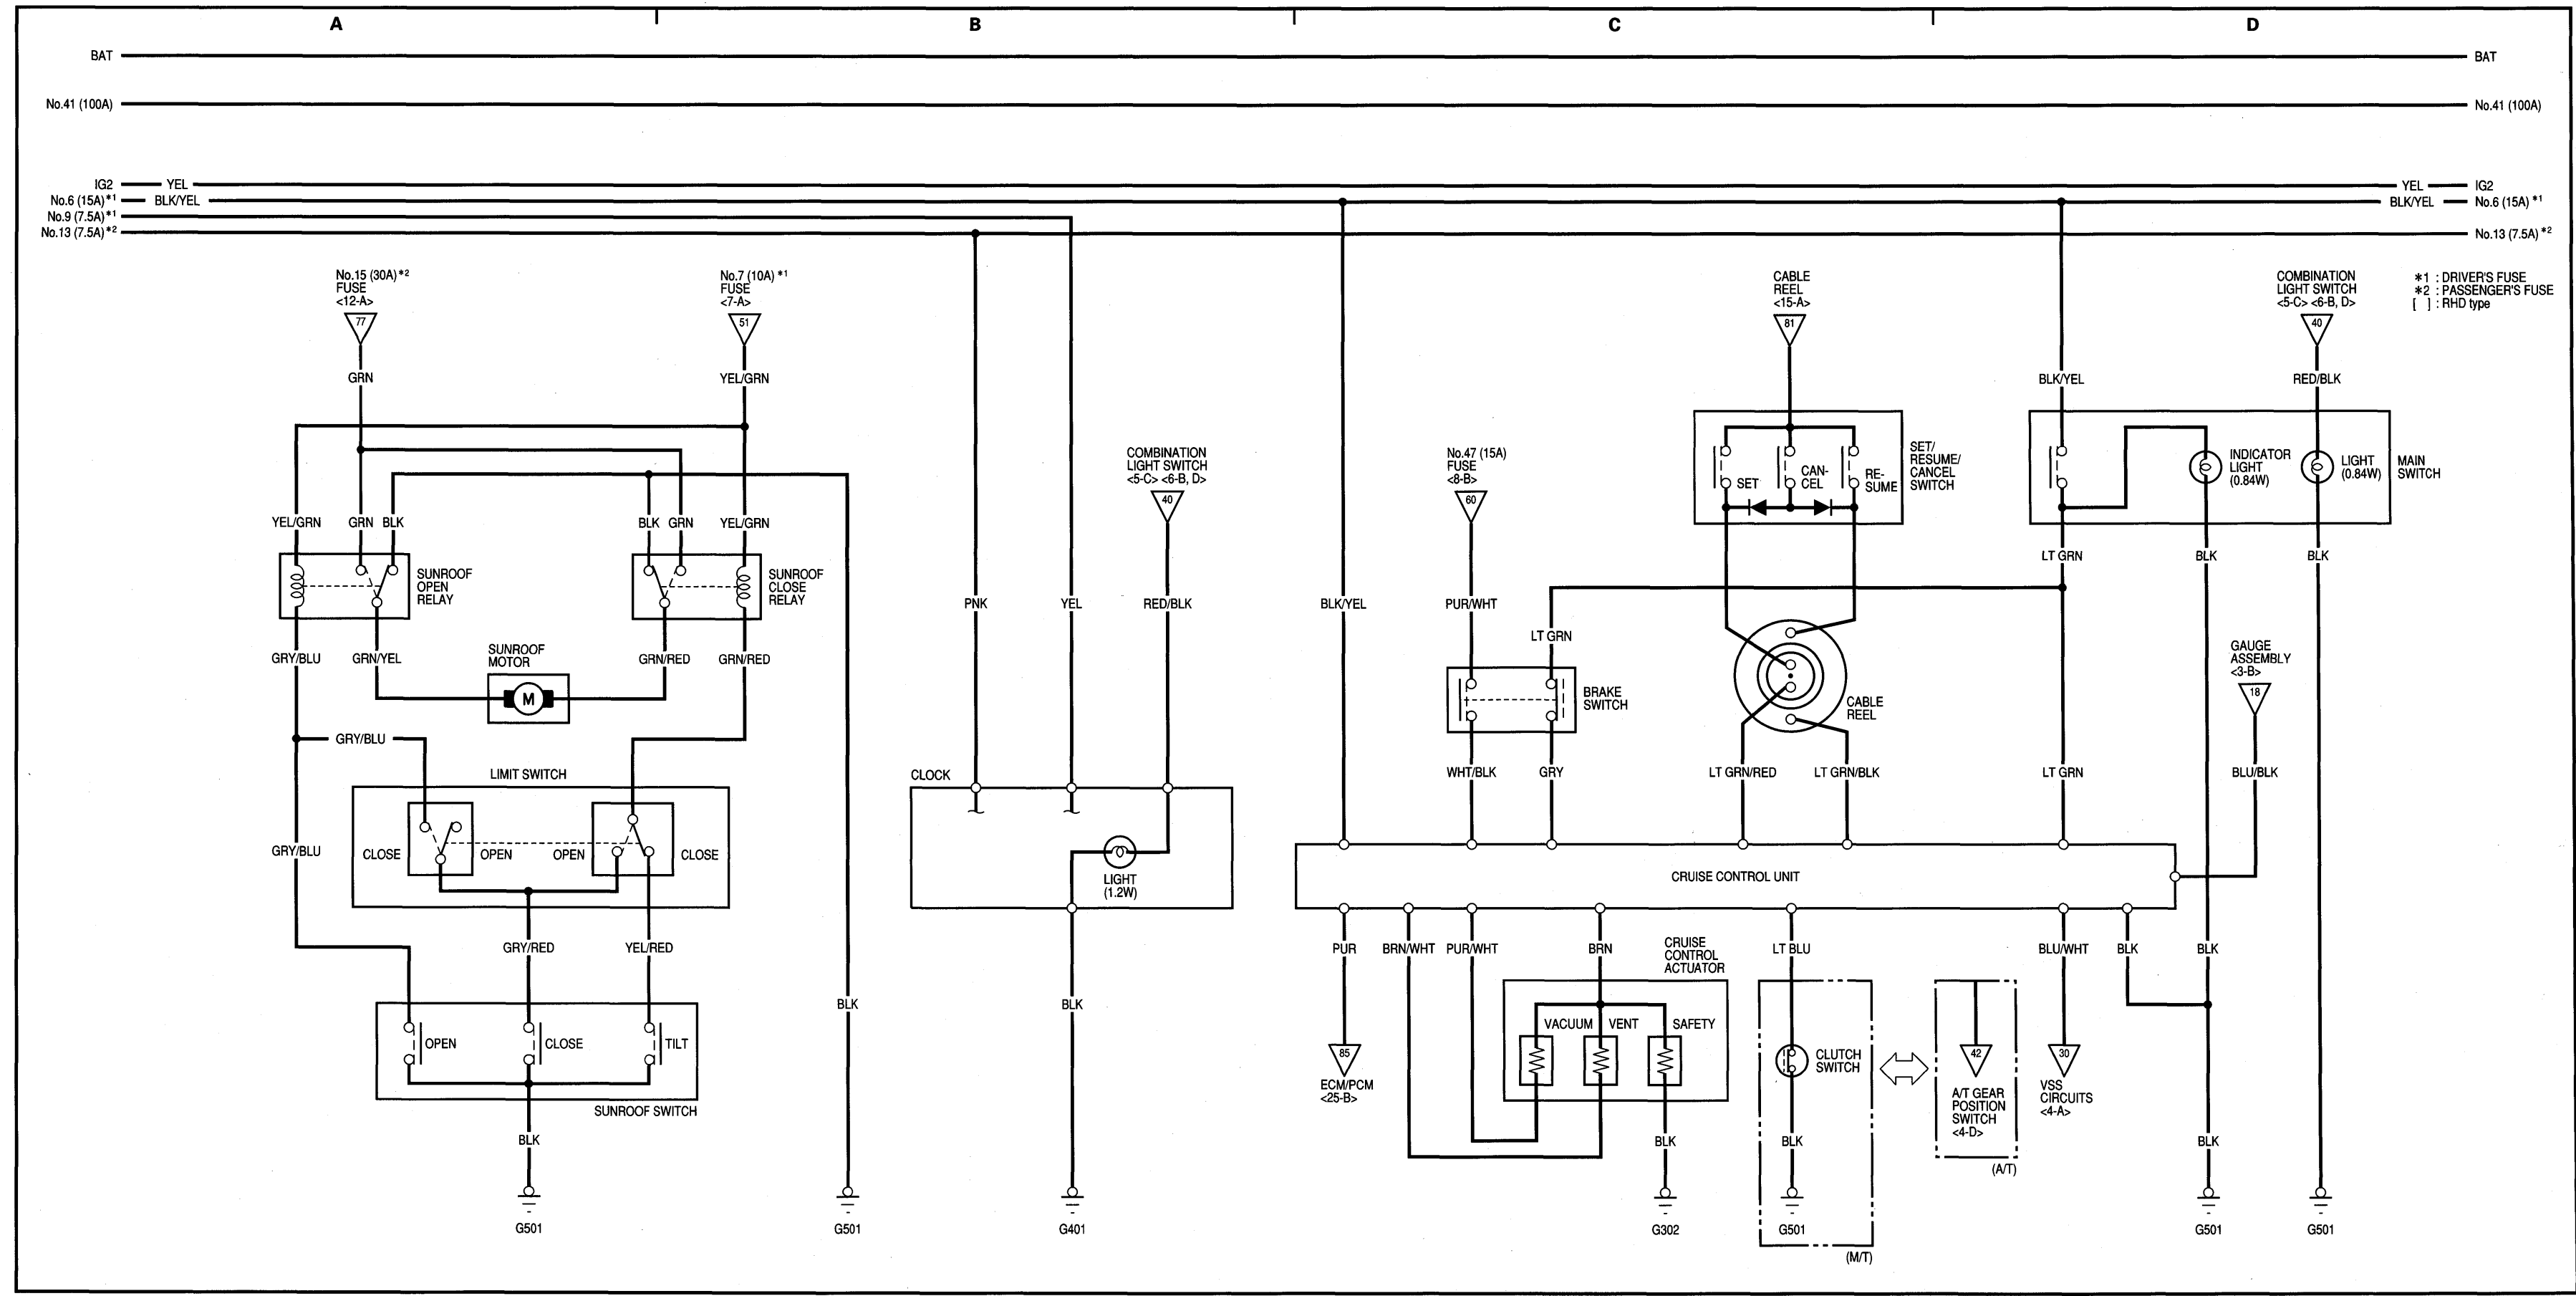 A
B
C
D
BAT
BAT
No.41 (100A)
No.41 (100A)
IG2
YEL
YEL
IG2
No.6 (15A)*1
BLK/YEL
BLK/YEL
No.6 (15A)*1
No.9 (7.5A)*1
No.13 (7.5A)*2
No.13 (7.5A)*2
No.15 (30A)*2
FUSE
<12-A>
77
GRN
No.7 (10A)*1
FUSE
<7-A>
51
YEL/GRN
YEL/GRN
GRN
BLK
BLK
GRN
YEL/GRN
SUNROOF
OPEN
RELAY
SUNROOF
CLOSE
RELAY
GRY/BLU
GRN/YEL
SUNROOF
MOTOR
M
GRN/RED
GRN/RED
GRY/BLU
LIMIT SWITCH
GRY/BLU
CLOSE
OPEN
OPEN
CLOSE
GRY/RED
YEL/RED
OPEN
CLOSE
TILT
SUNROOF SWITCH
BLK
G501
BLK
G501
COMBINATION
LIGHT SWITCH
<5-C> <6-B, D>
40
PNK
YEL
RED/BLK
CLOCK
LIGHT
(1.2W)
BLK
G401
BLK/YEL
No.47 (15A)
FUSE
<8-B>
60
PUR/WHT
LT GRN
BRAKE
SWITCH
WHT/BLK
GRY
CABLE
REEL
<15-A>
81
SET
CAN-
CEL
RE-
SUME
SET/
RESUME/
CANCEL
SWITCH
CABLE
REEL
LT GRN/RED
LT GRN/BLK
COMBINATION
LIGHT SWITCH
<5-C> <6-B, D>
40
*1 : DRIVER'S FUSE
*2 : PASSENGER'S FUSE
[ ] : RHD type
BLK/YEL
RED/BLK
INDICATOR
LIGHT
(0.84W)
LIGHT
(0.84W)
MAIN
SWITCH
LT GRN
BLK
BLK
GAUGE
ASSEMBLY
<3-B>
18
LT GRN
BLU/BLK
CRUISE CONTROL UNIT
PUR
BRN/WHT
PUR/WHT
BRN
CRUISE
CONTROL
ACTUATOR
LT BLU
BLU/WHT
BLK
BLK
85
ECM/PCM
<25-B>
VACUUM
VENT
SAFETY
BLK
G302
CLUTCH
SWITCH
BLK
G501
(M/T)
42
A/T GEAR
POSITION
SWITCH
<4-D>
(A/T)
30
VSS
CIRCUITS
<4-A>
BLK
G501
G501